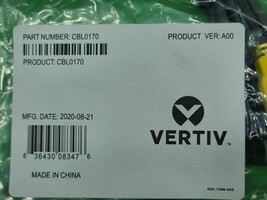 PART NUMBER: CBL0170
PRODUCT VER: A00
PRODUCT: CBL0170
MFG. DATE: 2020-08-21
VERTIV™
6 36430 08347 6
MADE IN CHINA